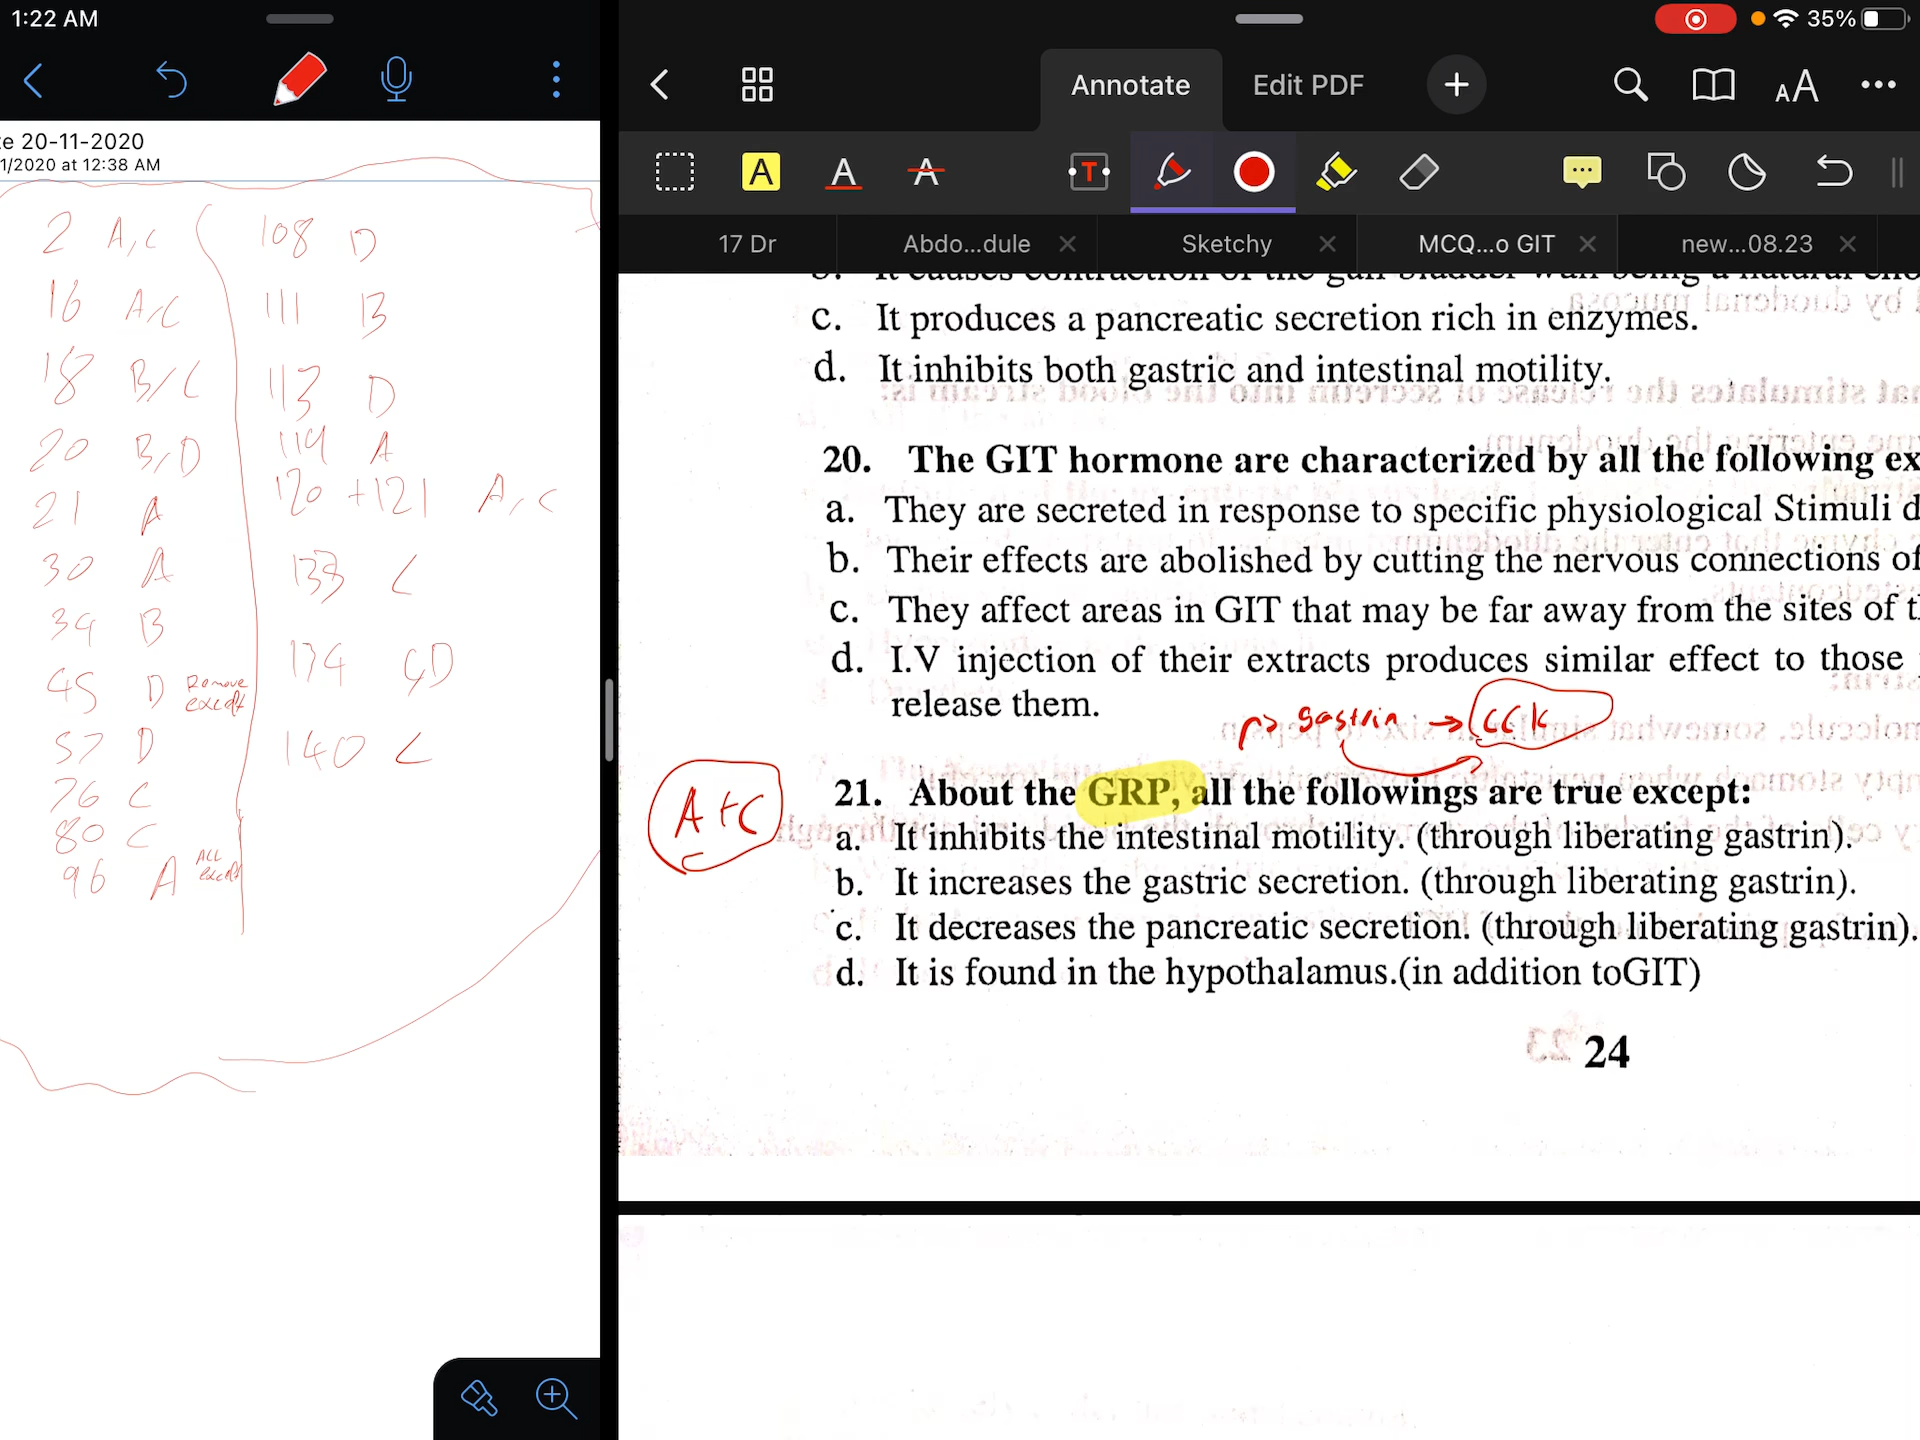 1:22 AM
35%
Annotate
Edit PDF
AA
17 Dr
Abdo...dule
Sketchy
MCQ...o GIT
new...08.23
te 20-11-2020
1/2020 at 12:38 AM
2 A,C
16 A/C
18 B/C
20 B/D
21 A
30 A
39 B
45 D Remove except
57 D
76 C
80 C
96 A ALL except
108 D
111 B
113 D
119 A
120 +121 A,C
133 C
134 C,D
140 C
c. It produces a pancreatic secretion rich in enzymes.
d. It inhibits both gastric and intestinal motility.
20. The GIT hormone are characterized by all the following ex
a. They are secreted in response to specific physiological Stimuli d
b. Their effects are abolished by cutting the nervous connections of
c. They affect areas in GIT that may be far away from the sites of t
d. I.V injection of their extracts produces similar effect to those
release them.
gastrin → CCK
A+C
21. About the GRP, all the followings are true except:
a. It inhibits the intestinal motility. (through liberating gastrin).
b. It increases the gastric secretion. (through liberating gastrin).
c. It decreases the pancreatic secretion. (through liberating gastrin).
d. It is found in the hypothalamus.(in addition toGIT)
24